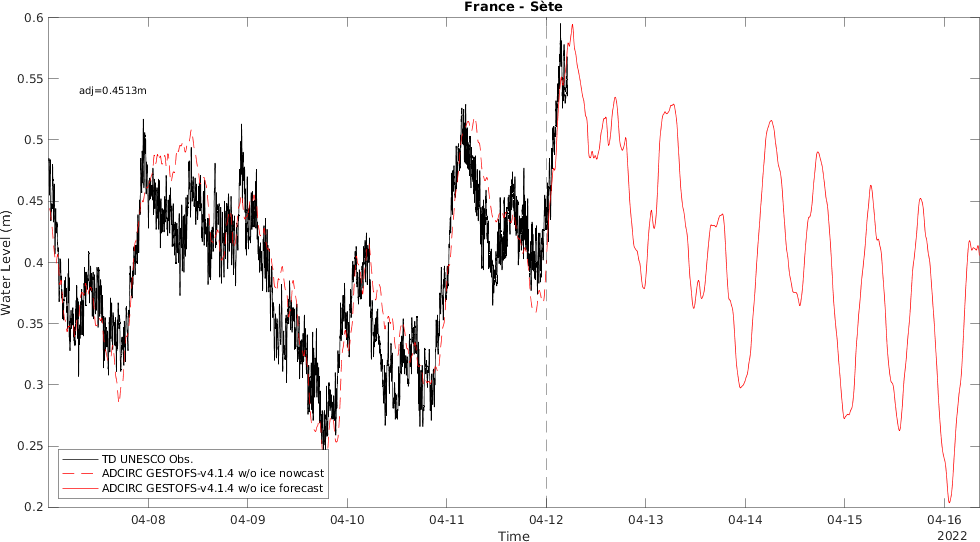 France - Sète
0.6
0.55
0.5
0.45
0.4
0.35
0.3
0.25
0.2
Water Level (m)
adj=0.4513m
TD UNESCO Obs.
ADCIRC GESTOFS-v4.1.4 w/o ice nowcast
ADCIRC GESTOFS-v4.1.4 w/o ice forecast
04-08 04-09 04-10 04-11 04-12 04-13 04-14 04-15 04-16
2022
Time